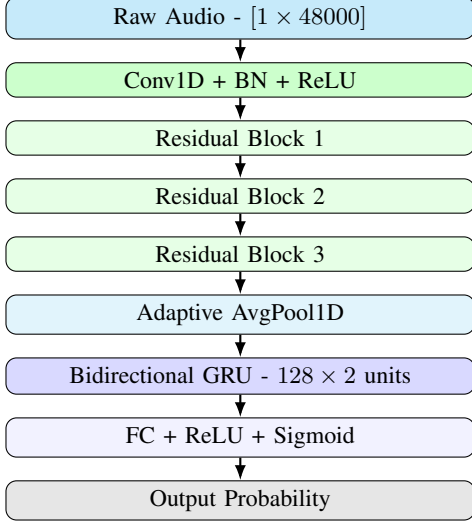 Raw Audio - [1 × 48000]
Conv1D + BN + ReLU
Residual Block 1
Residual Block 2
Residual Block 3
Adaptive AvgPool1D
Bidirectional GRU - 128 × 2 units
FC + ReLU + Sigmoid
Output Probability